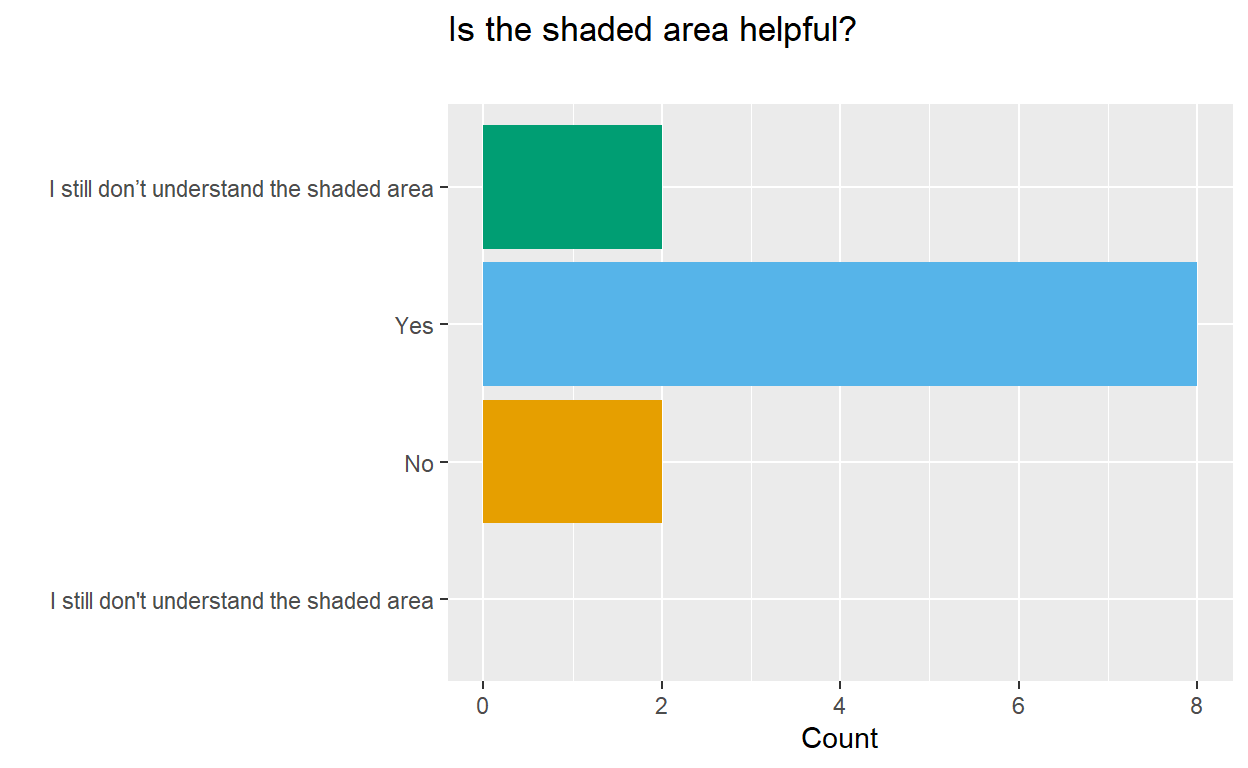 Is the shaded area helpful?
I still don’t understand the shaded area
Yes
No
I still don't understand the shaded area
0 2 4 6 8
Count